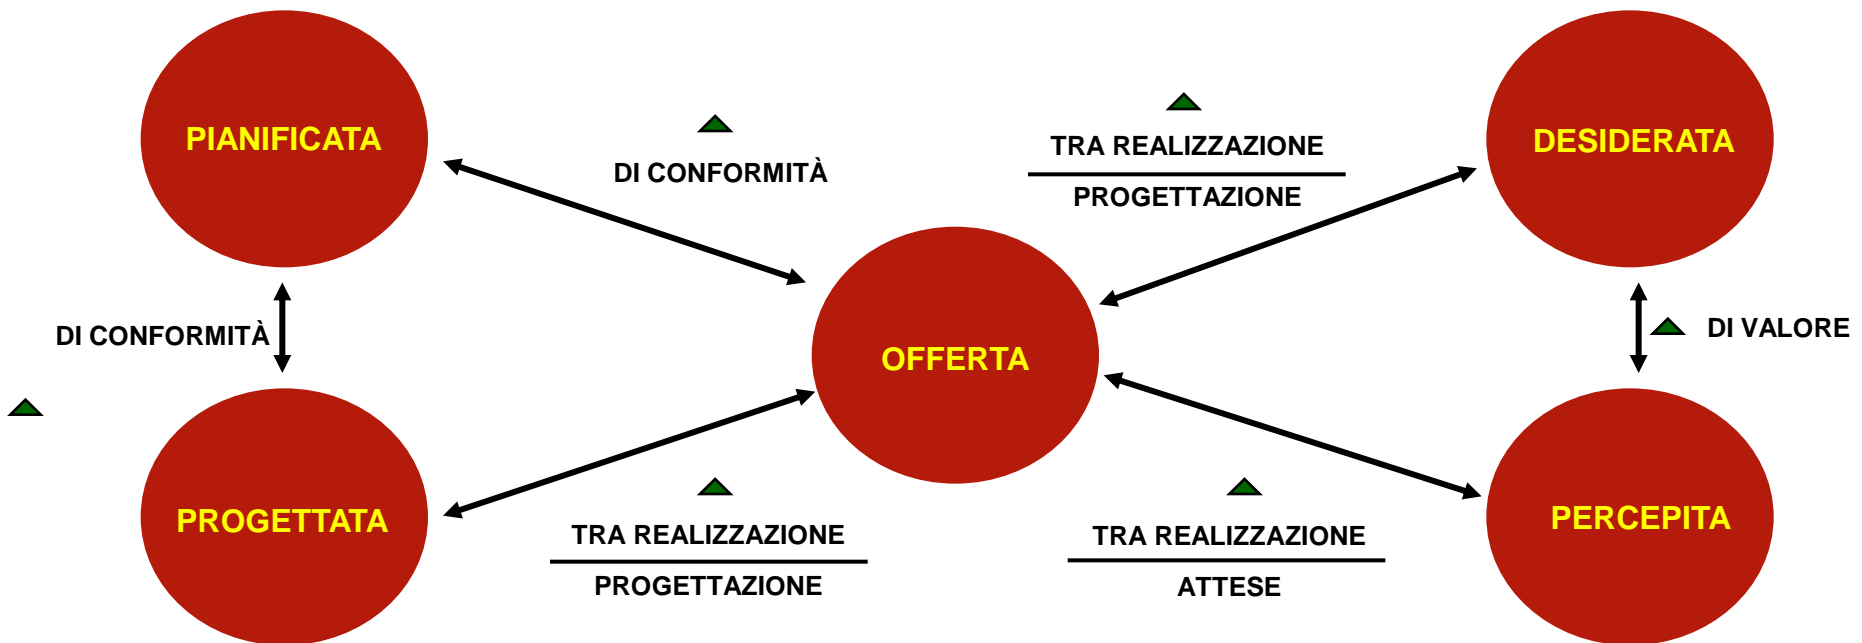 PIANIFICATA
DI CONFORMITÀ
TRA REALIZZAZIONE
PROGETTAZIONE
DESIDERATA
DI CONFORMITÀ
OFFERTA
DI VALORE
PROGETTATA
TRA REALIZZAZIONE
PROGETTAZIONE
TRA REALIZZAZIONE
ATTESE
PERCEPITA